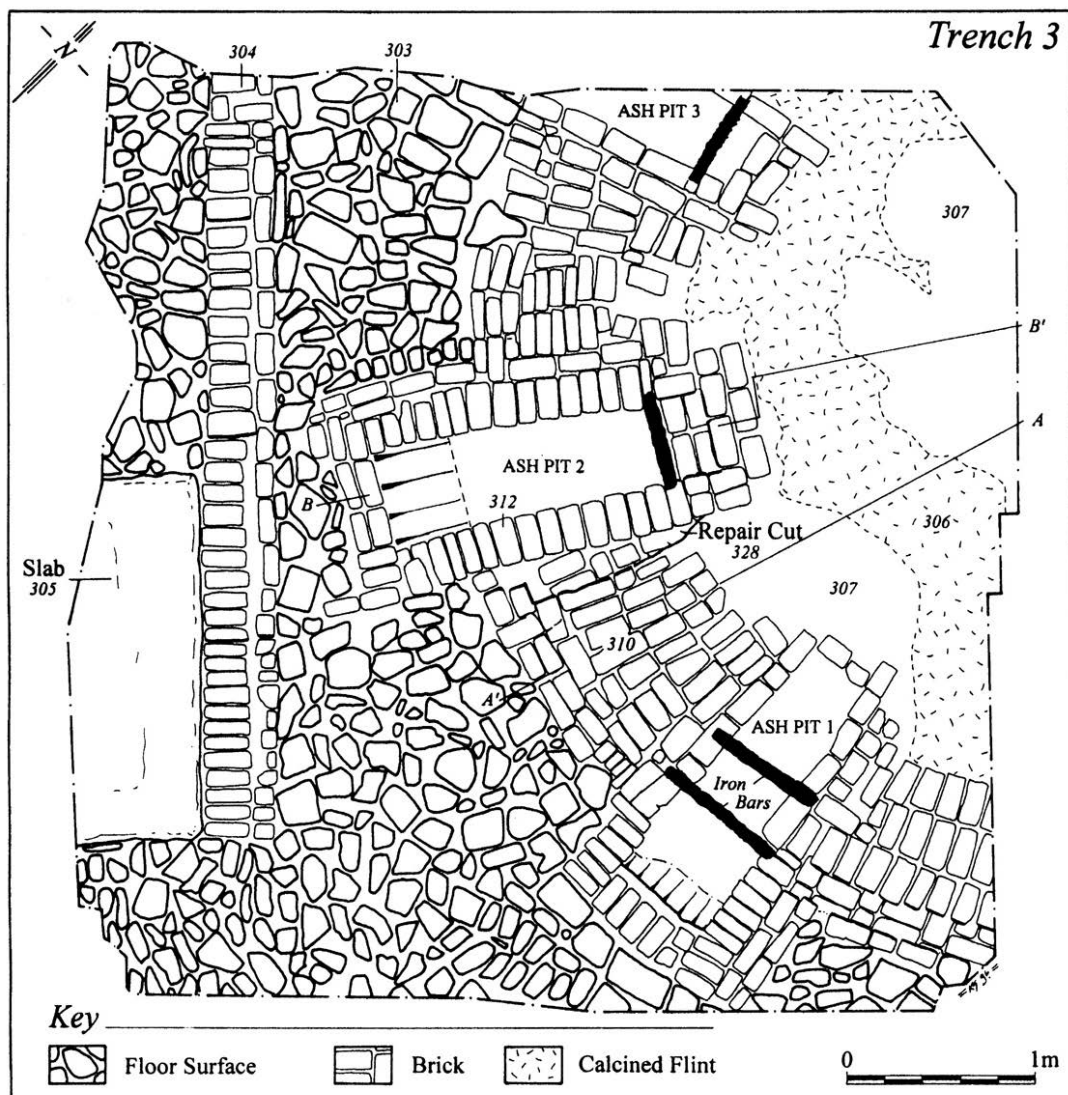 Trench 3
N
304
303
ASH PIT 3
307
B'
A
ASH PIT 2
B
312
306
Repair Cut
328
Slab
305
307
310
A'
ASH PIT 1
Iron
Bars
Key
Floor Surface
Brick
Calcined Flint
0
1m